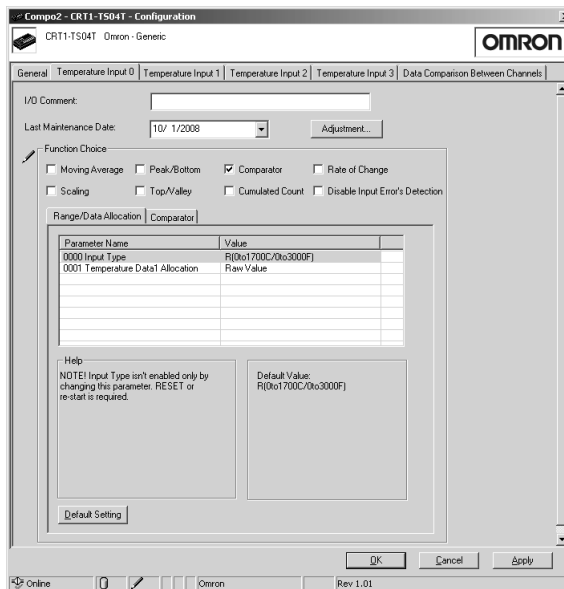 Compo2 - CRT1-TS04T - Configuration
CRT1-TS04T Omron - Generic
OMRON
General Temperature Input 0 Temperature Input 1 Temperature Input 2 Temperature Input 3 Data Comparison Between Channels
I/O Comment:
Last Maintenance Date: 10/ 1/2008 Adjustment...
Function Choice
Moving Average Peak/Bottom Comparator Rate of Change
Scaling Top/Valley Cumulated Count Disable Input Error's Detection
Range/Data Allocation Comparator
Parameter Name Value
0000 Input Type R(0to1700C/0to3000F)
0001 Temperature Data1 Allocation Raw Value
Help
NOTE! Input Type isn't enabled only by
changing this parameter. RESET or
re-start is required.
Default Value:
R(0to1700C/0to3000F)
Default Setting
OK Cancel Apply
Online Omron Rev 1.01